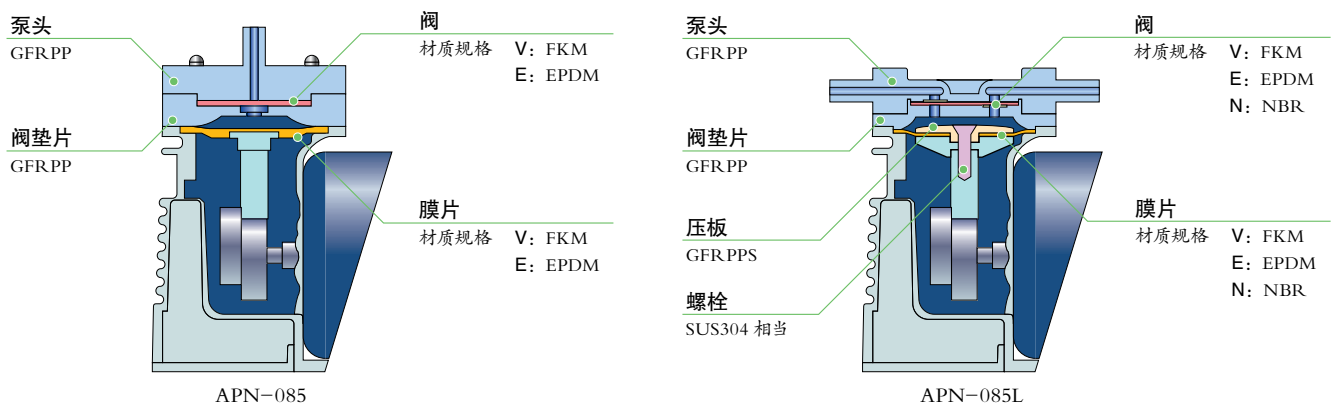 泵头
GFRPP
阀
材质规格 V: FKM
E: EPDM
阀垫片
GFRPP
膜片
材质规格 V: FKM
E: EPDM
APN-085
泵头
GFRPP
阀
材质规格 V: FKM
E: EPDM
N: NBR
阀垫片
GFRPP
压板
GFRPPS
螺栓
SUS304 相当
膜片
材质规格 V: FKM
E: EPDM
N: NBR
APN-085L